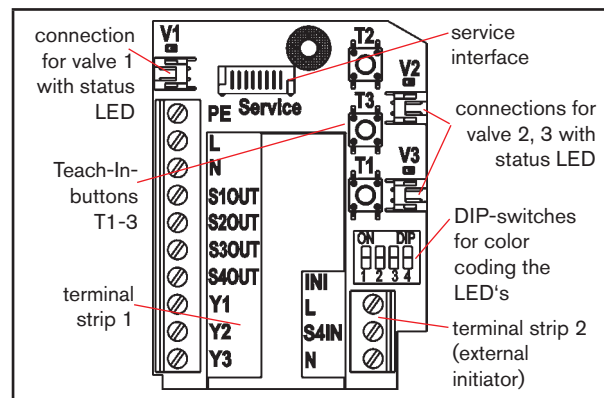 connection
for valve 1
with status
LED
V1
T2
service
interface
V2
Service
PE
L
N
S1OUT
S2OUT
S3OUT
S4OUT
Y1
Y2
Y3
T3
connections for
valve 2, 3 with
status LED
V3
T1
Teach-In-
buttons
T1-3
ON DIP
1 2 3 4
DIP-switches
for color
coding the
LED's
terminal
strip 1
INI
L
S4IN
N
terminal strip 2
(external
initiator)